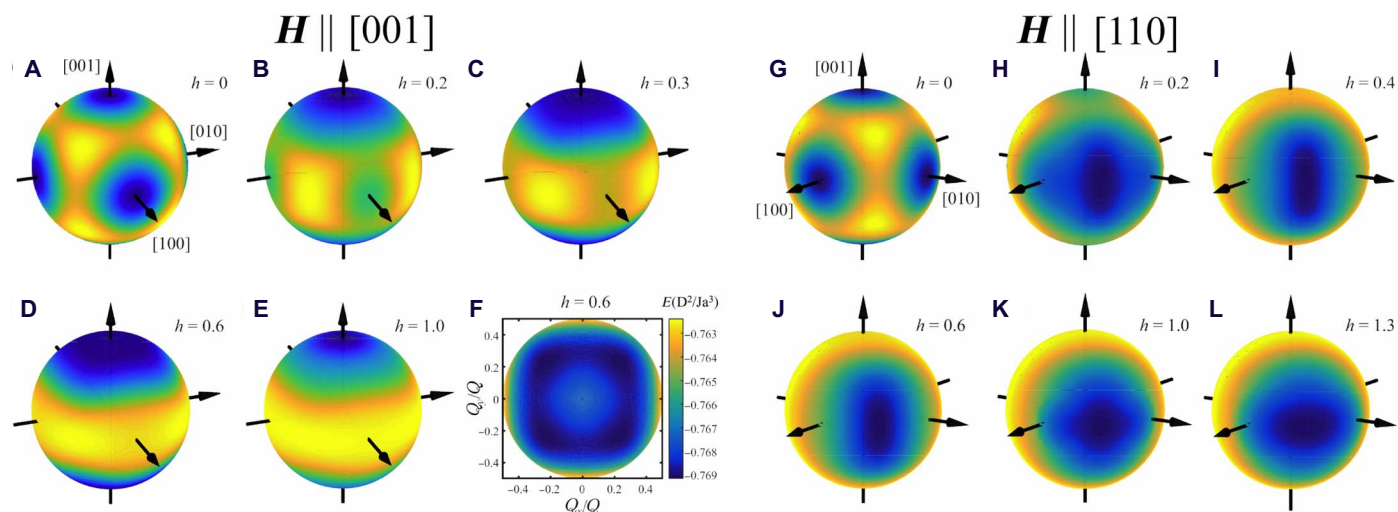 H || [001]
H || [110]
A
[001]
h = 0
[010]
[100]
B
h = 0.2
C
h = 0.3
G
[001]
h = 0
[100]
[010]
H
h = 0.2
I
h = 0.4
D
h = 0.6
E
h = 1.0
F
h = 0.6
E(D²/Ja³)
0.4
0.2
0
−0.2
−0.4
Qy/Q
−0.4
−0.2
0
0.2
0.4
−0.763
−0.764
−0.765
−0.766
−0.767
−0.768
−0.769
J
h = 0.6
K
h = 1.0
L
h = 1.3